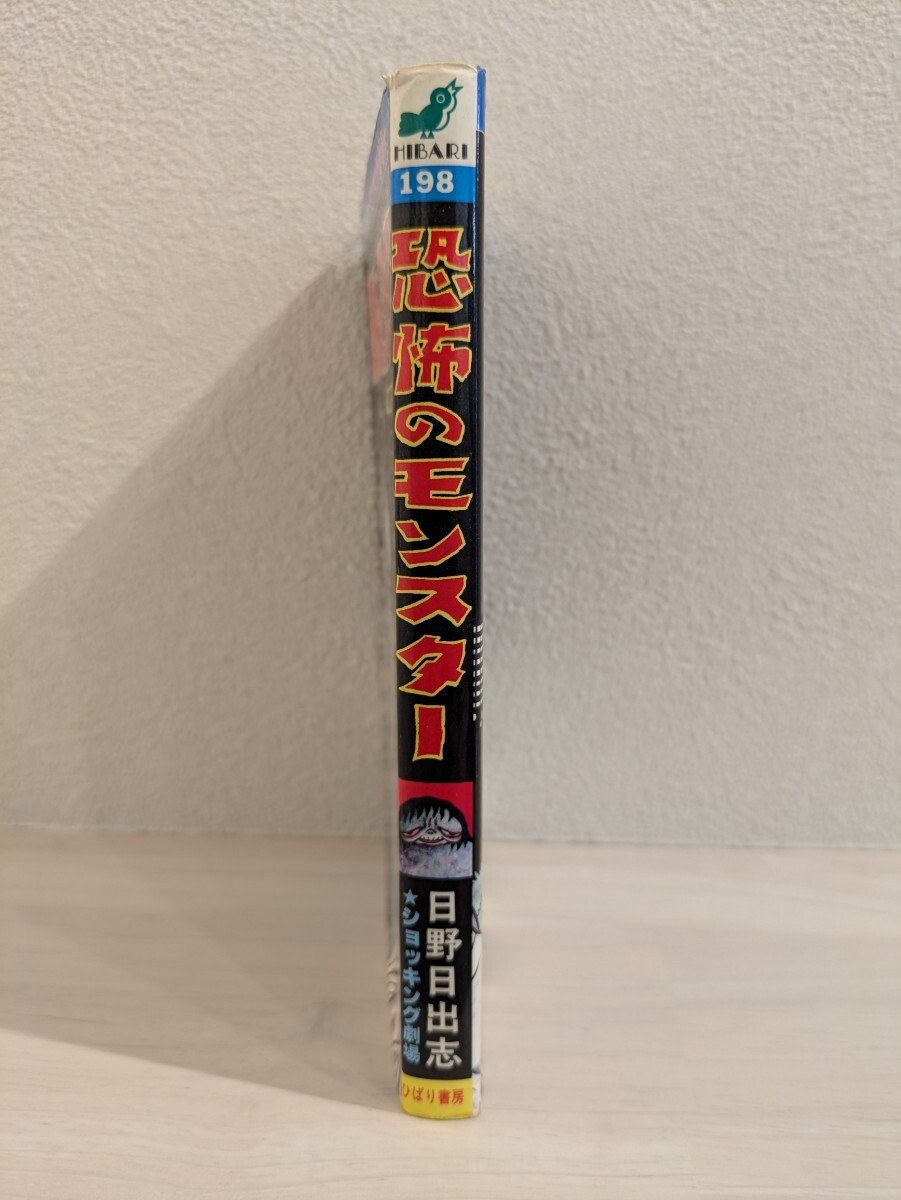 HIBARI
198
恐怖のモンスター
日野日出志
★ショッキング劇場
ひばり書房